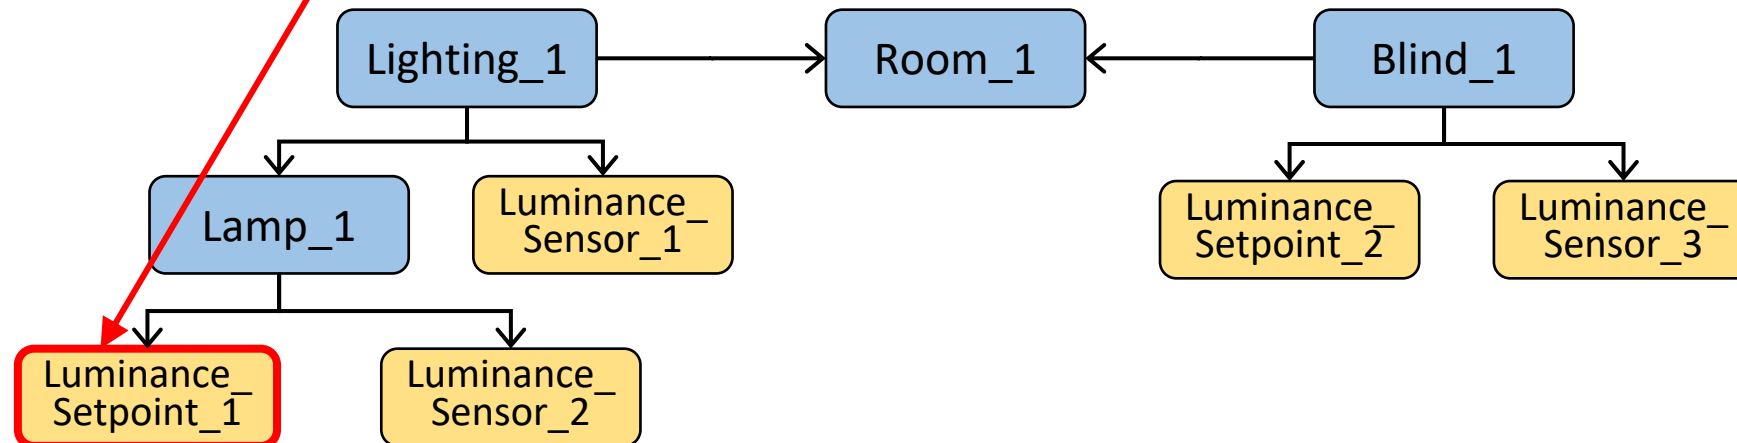 Lighting_1
Room_1
Blind_1
Lamp_1
Luminance_
Sensor_1
Luminance_
Setpoint_2
Luminance_
Sensor_3
Luminance_
Setpoint_1
Luminance_
Sensor_2